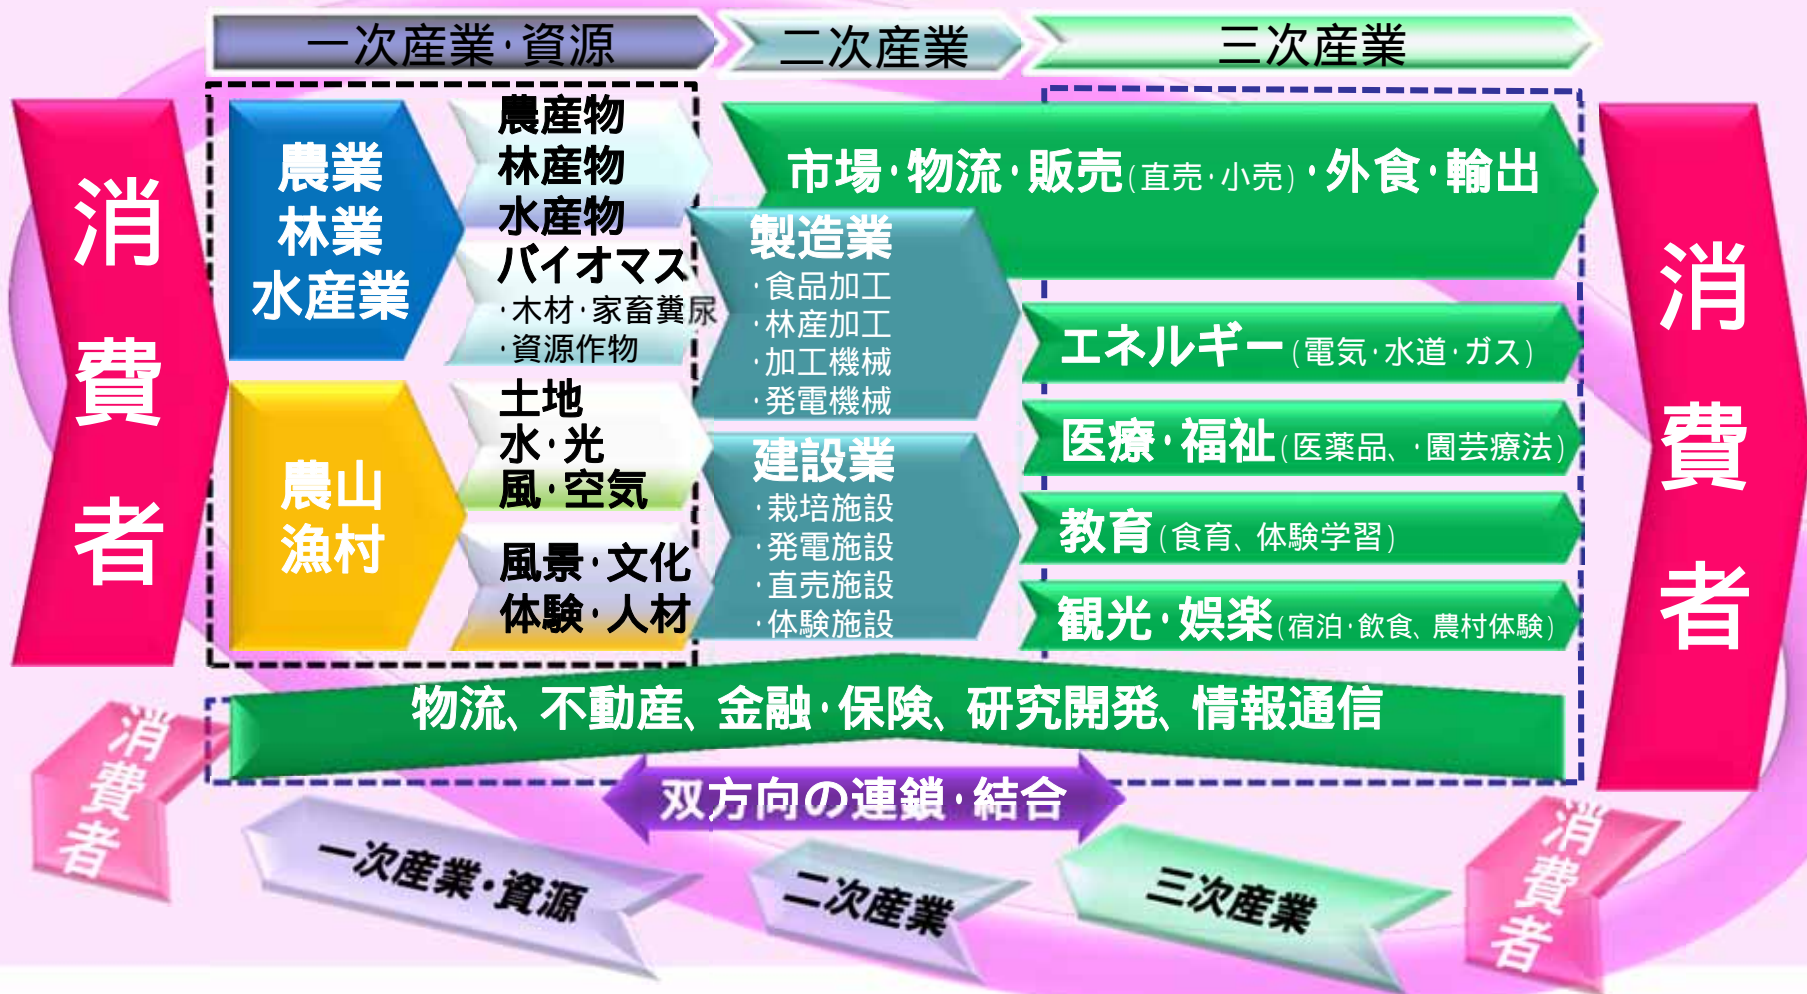 一次産業・資源
二次産業
三次産業
消費者
農業
林業
水産業
農産物
林産物
水産物
バイオマス
・木材・家畜糞尿
・資源作物
農山
漁村
土地
水・光
風・空気
風景・文化
体験・人材
市場・物流・販売(直売・小売)・外食・輸出
製造業
・食品加工
・林産加工
・加工機械
・発電機械
建設業
・栽培施設
・発電施設
・直売施設
・体験施設
エネルギー(電気・水道・ガス)
医療・福祉(医薬品、・園芸療法)
教育(食育、体験学習)
観光・娯楽(宿泊・飲食、農村体験)
消費者
物流、不動産、金融・保険、研究開発、情報通信
双方向の連鎖・結合
消費者
一次産業・資源
二次産業
三次産業
消費者